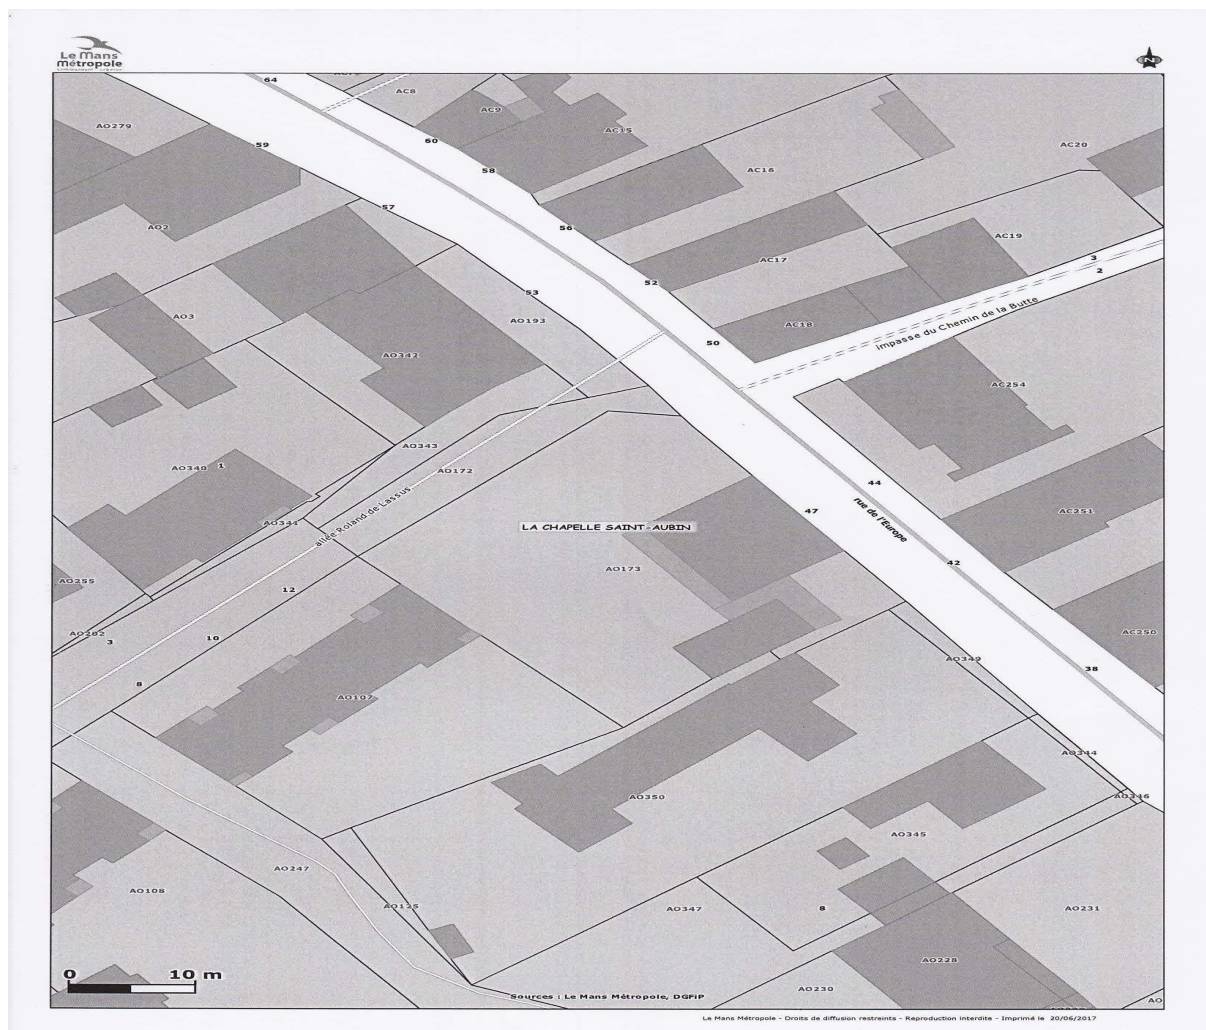 Le Mans
Métropole
N
64
AC8
AC9
AO279
AC15
59
60
AC20
58
AC16
57
AO2
56
AC19
AC17
3
2
52
53
AO3
AO193
AC18
impasse du Chemin de la Butte
50
AO342
AC254
AO343
AO340 1
AO172
44
allée Roland de Lassus
47
rue de l'Europe
AC251
AO341
LA CHAPELLE SAINT-AUBIN
42
AO173
AO255
12
AO282
3
10
AC250
AO349
38
8
AO107
AO344
AO350
AO346
AO345
AO247
AO108
AO125
AO347
8
AO231
AO228
0 10 m
AO230
Sources : Le Mans Métropole, DGFiP
AO
Le Mans Métropole - Droits de diffusion restreints - Reproduction interdite - Imprimé le 20/06/2017